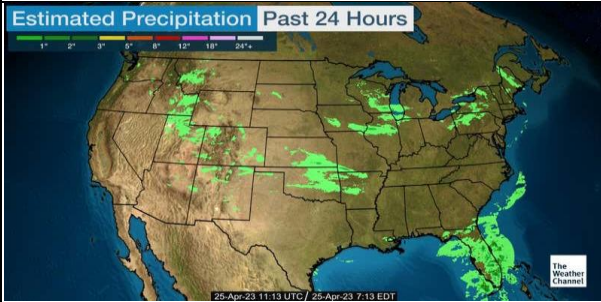 Estimated Precipitation Past 24 Hours
1" 2" 3" 5" 8" 12" 18" 24"+
The
Weather
Channel
25-Apr-23 11:13 UTC / 25-Apr-23 7:13 EDT